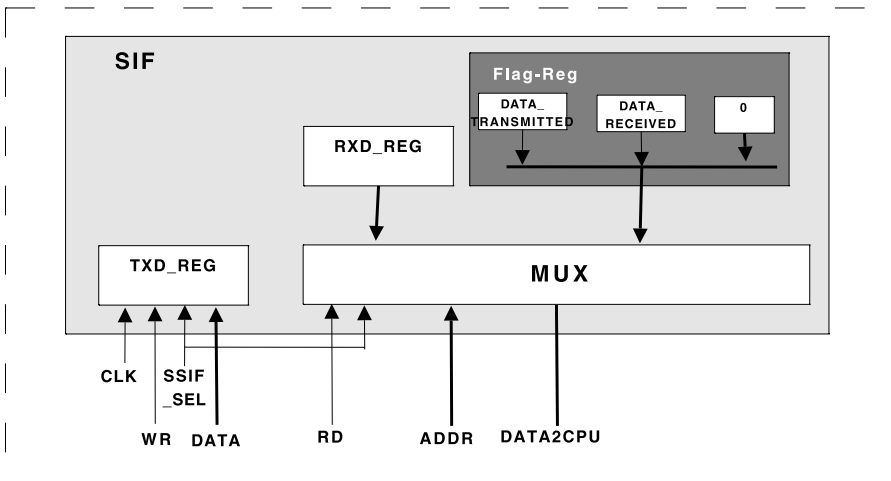 SIF
Flag-Reg
DATA_
TRANSMITTED
DATA_
RECEIVED
0
RXD_REG
TXD_REG
MUX
CLK
SSIF
_SEL
WR
DATA
RD
ADDR
DATA2CPU